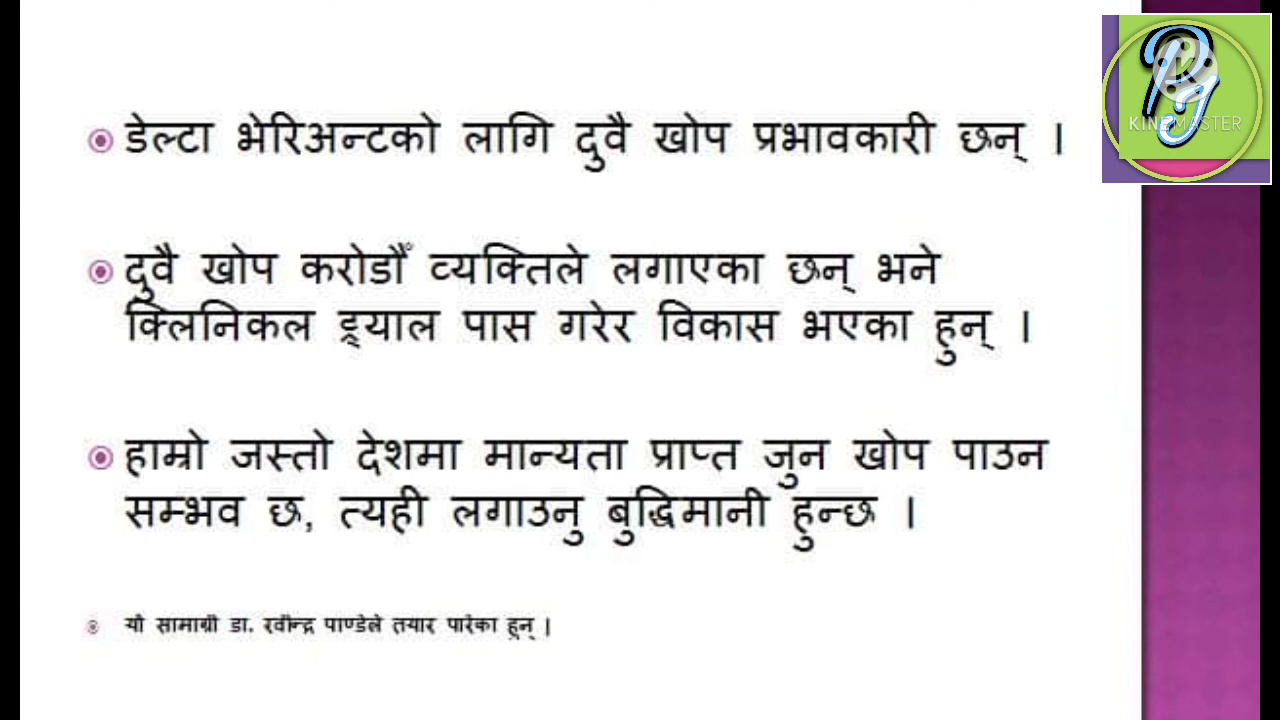 डेल्टा भेरिअन्टको लागि दुवै खोप प्रभावकारी छन् ।
दुवै खोप करोडौँ व्यक्तिले लगाएका छन् भने
क्लिनिकल ड्र्याल पास गरेर विकास भएका हुन् ।
हाम्रो जस्तो देशमा मान्यता प्राप्त जुन खोप पाउन
सम्भव छ, त्यही लगाउनु बुद्धिमानी हुन्छ ।
यो सामाग्री डा. रवीन्द्र पाण्डेले तयार पारेका हुन् ।
KINEMASTER